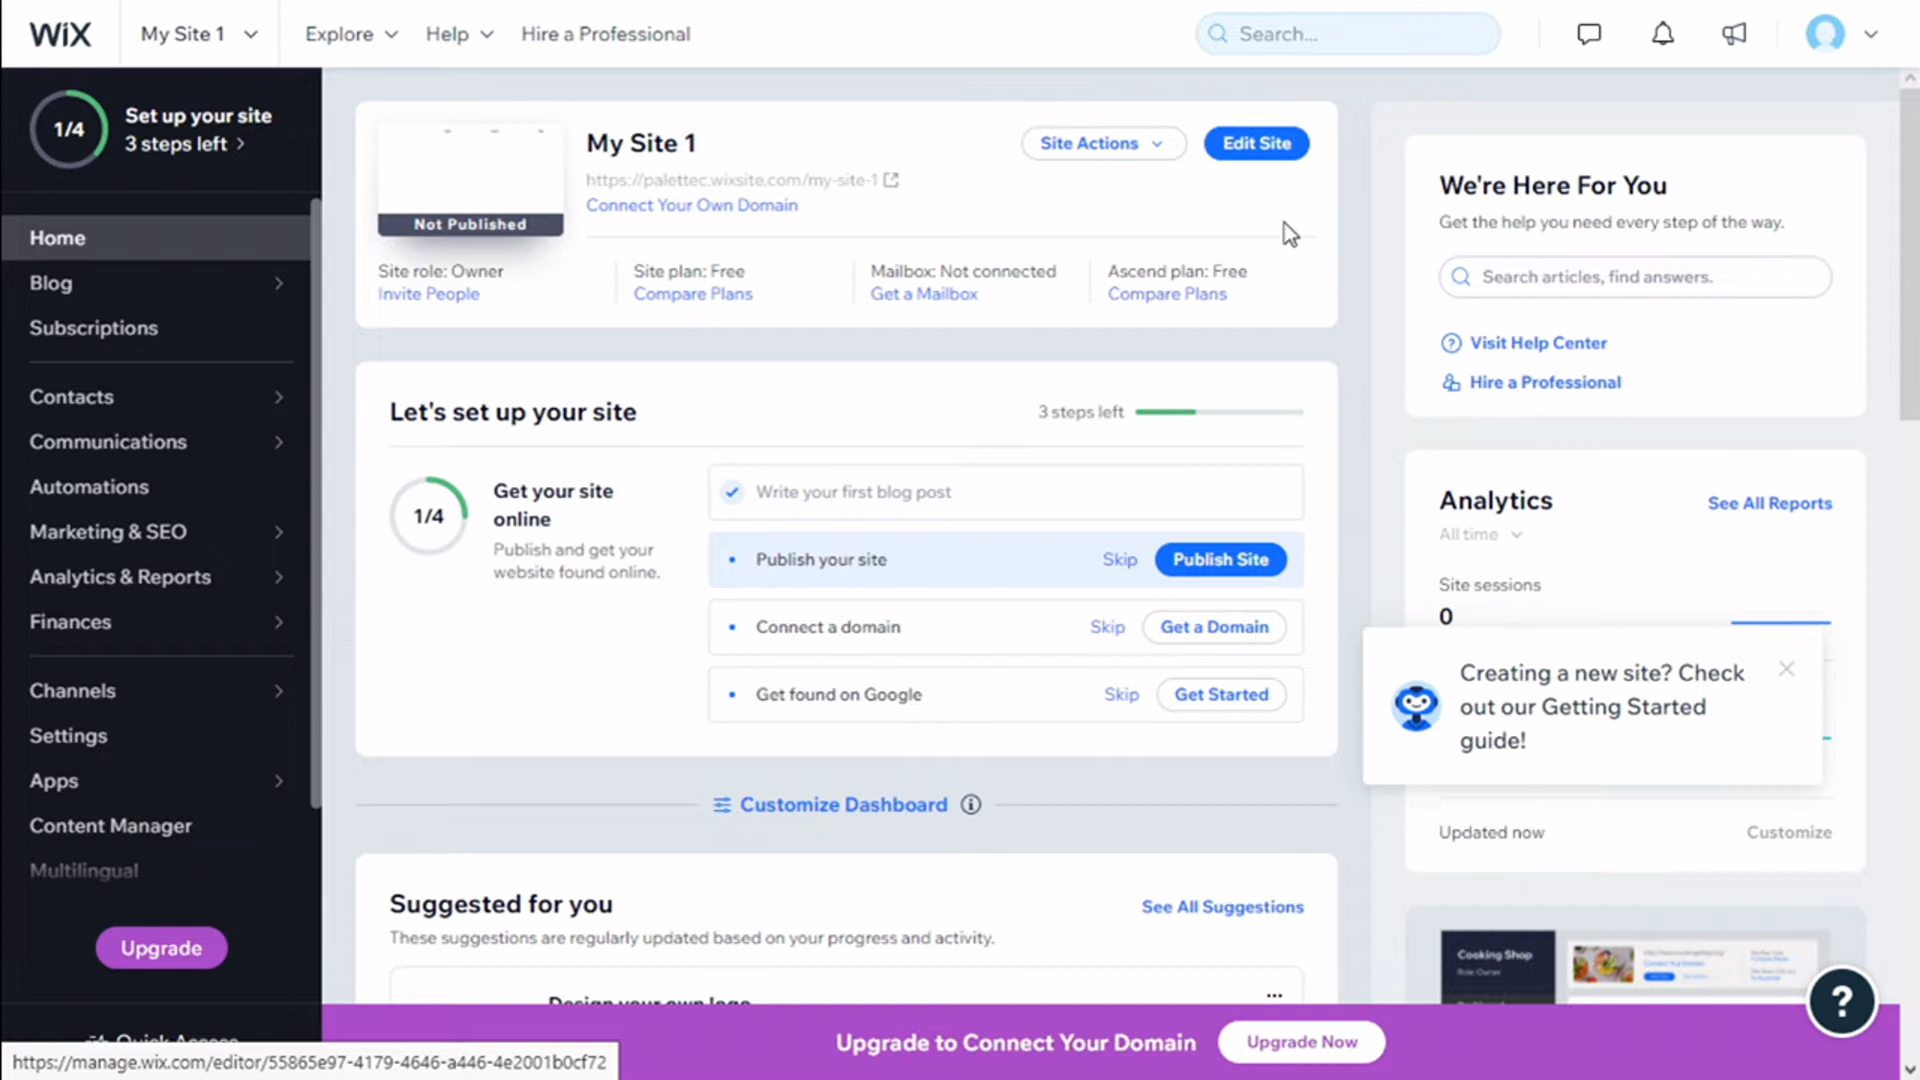 WiX
My Site 1
Explore
Help
Hire a Professional
Search...
1/4
Set up your site
3 steps left
Home
Blog
Subscriptions
Contacts
Communications
Automations
Marketing & SEO
Analytics & Reports
Finances
Channels
Settings
Apps
Content Manager
Multilingual
Upgrade
Quick Access
https://manage.wix.com/editor/55865e97-4179-4646-a446-4e2001b0cf72
Not Published
My Site 1
https://palettec.wixsite.com/my-site-1
Connect Your Own Domain
Site Actions
Edit Site
Site role: Owner
Invite People
Site plan: Free
Compare Plans
Mailbox: Not connected
Get a Mailbox
Ascend plan: Free
Compare Plans
Let's set up your site
3 steps left
1/4
Get your site
online
Publish and get your
website found online.
Write your first blog post
Publish your site
Skip
Publish Site
Connect a domain
Skip
Get a Domain
Get found on Google
Skip
Get Started
Customize Dashboard
Suggested for you
See All Suggestions
These suggestions are regularly updated based on your progress and activity.
Design your own logo
We're Here For You
Get the help you need every step of the way.
Search articles, find answers.
Visit Help Center
Hire a Professional
Analytics
See All Reports
All time
Site sessions
0
Creating a new site? Check
out our Getting Started
guide!
Updated now
Customize
Cooking Shop
Role: Owner
?
Upgrade to Connect Your Domain
Upgrade Now